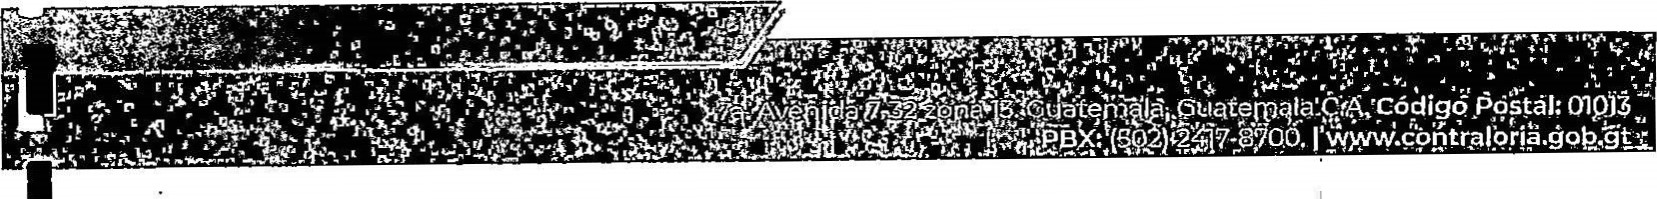 7a. Avenida 7-32 zona 13. Guatemala, Guatemala C.A. Código Postal: 01013
PBX: (502) 2417-8700. | www.contraloria.gob.gt